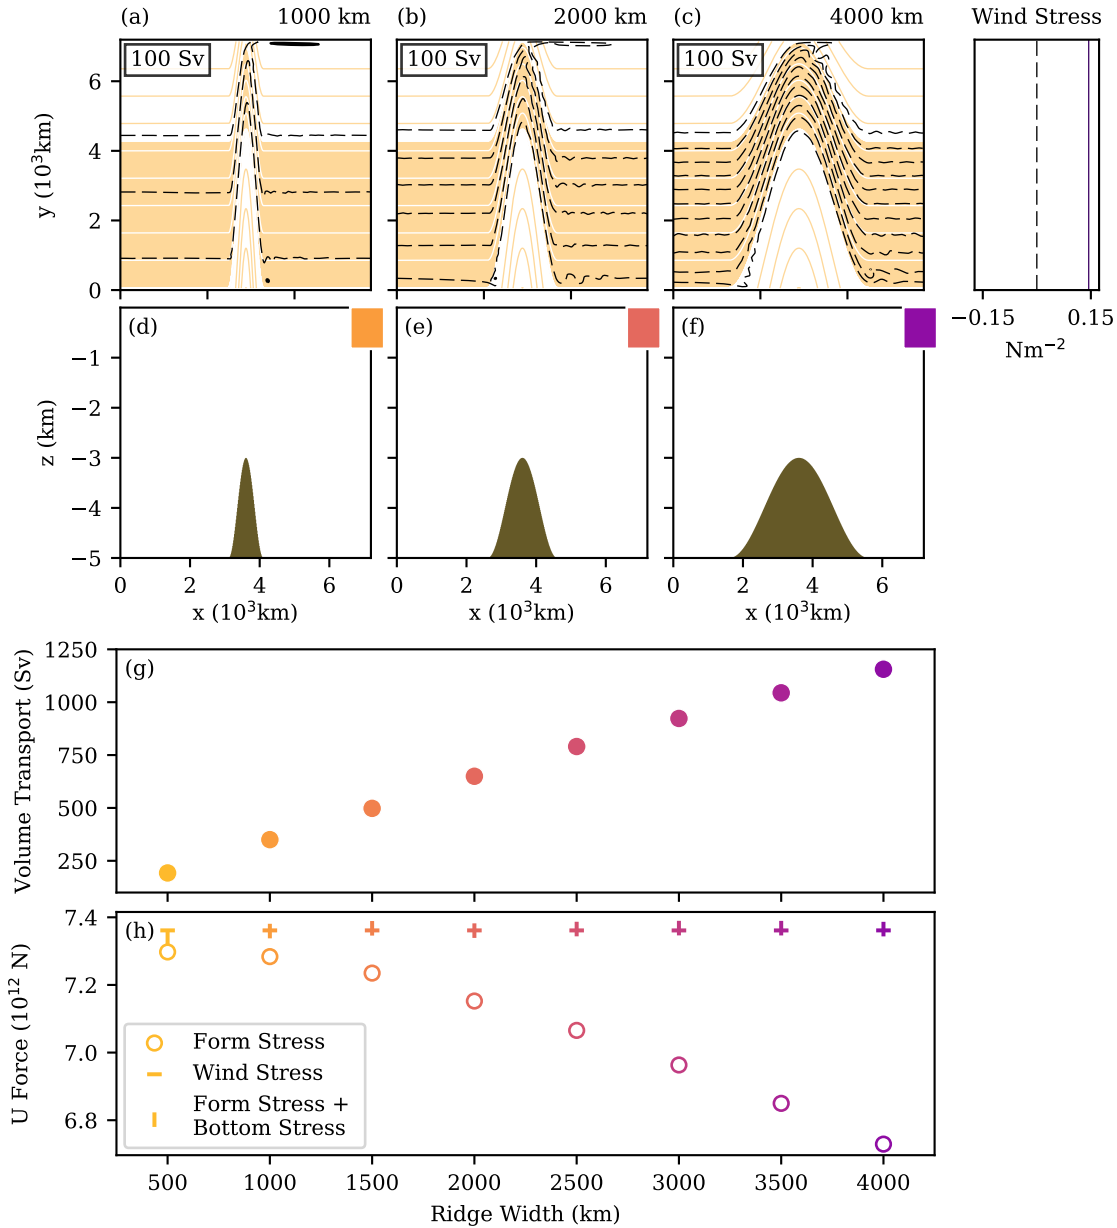 (a) 1000 km (b) 2000 km (c) 4000 km Wind Stress
100 Sv 100 Sv 100 Sv
6
4
2
0
y (10³km)
−0.15 0.15
Nm⁻²
(d) (e) (f)
−1
−2
−3
−4
−5
z (km)
0 2 4 6 0 2 4 6 0 2 4 6
x (10³km) x (10³km) x (10³km)
(g)
1250
1000
750
500
250
Volume Transport (Sv)
(h)
7.4
7.2
7.0
6.8
U Force (10¹² N)
Form Stress
Wind Stress
Form Stress +
Bottom Stress
500 1000 1500 2000 2500 3000 3500 4000
Ridge Width (km)